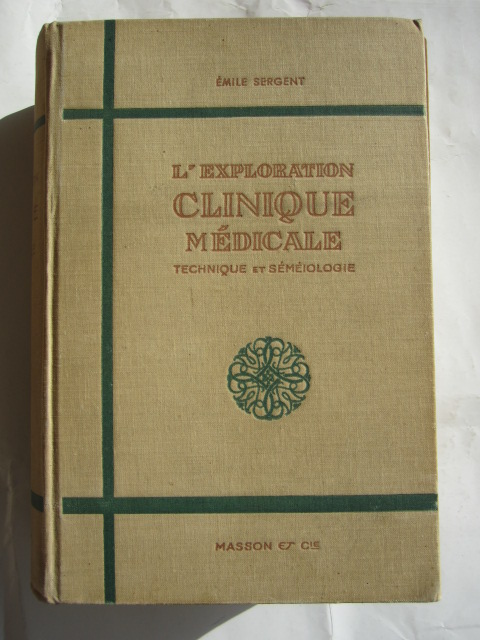 ÉMILE SERGENT
L'EXPLORATION
CLINIQUE
MÉDICALE
TECHNIQUE ET SÉMÉIOLOGIE
MASSON ET CIE